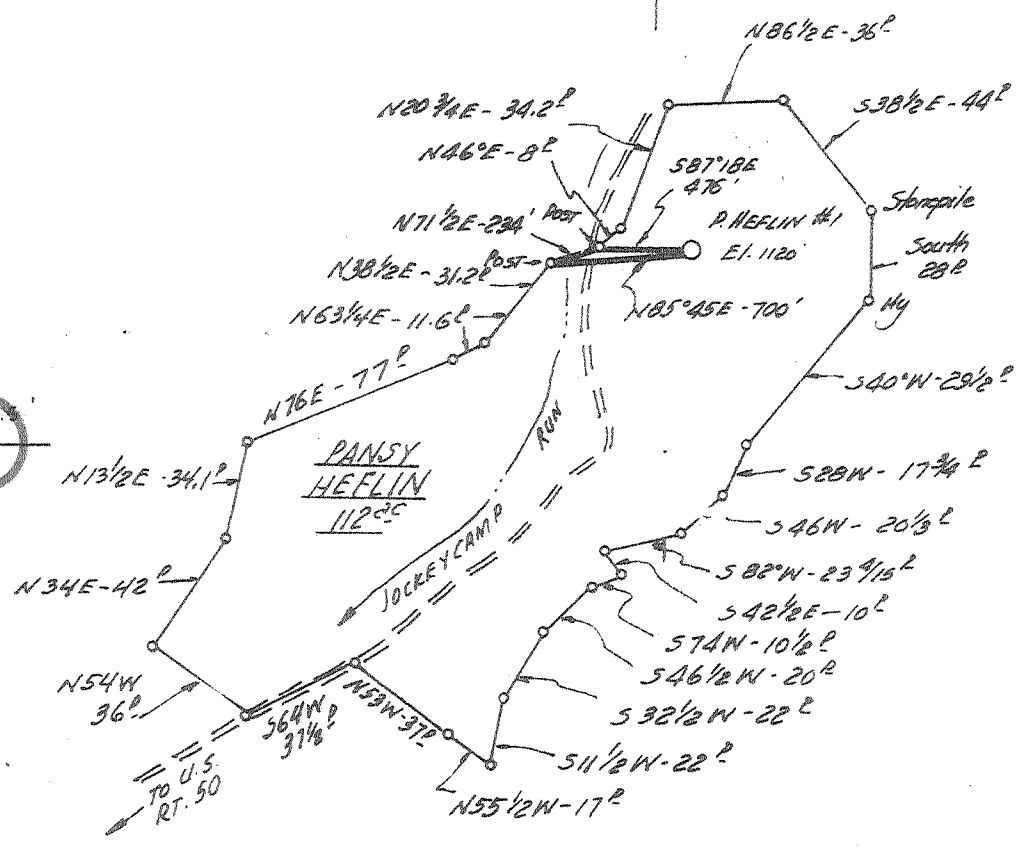 N86½E-36ᴾ
N20¾E-34.2ᴾ
S38½E-44ᴾ
N46°E-8ᴾ
S87°18E
476'
N71½E-234'
POST
P. HEFLIN #1
El. 1120
Stonepile
POST
N38½E-
31.2ᴾ
South
28ᴾ
N85°45E-700'
N63¼E-11.6ᴾ
Hy
N76E-77ᴾ
S40°W-29½ᴾ
RUN
PANSY
HEFLIN
112ac
N13½E-34.1ᴾ
S28W-17¾ᴾ
S46W-20⅓ᴾ
JOCKEYCAMP
S82°W-23 4/15ᴾ
N34E-42ᴾ
S42½E-10ᴾ
S74W-10½ᴾ
S46½W-20ᴾ
N54W
36ᴾ
N53W-37ᴾ
S64W
37⅛ᴾ
S32½W-22ᴾ
S11½W-22ᴾ
TO U.S.
RT. 50
N55½W-17ᴾ